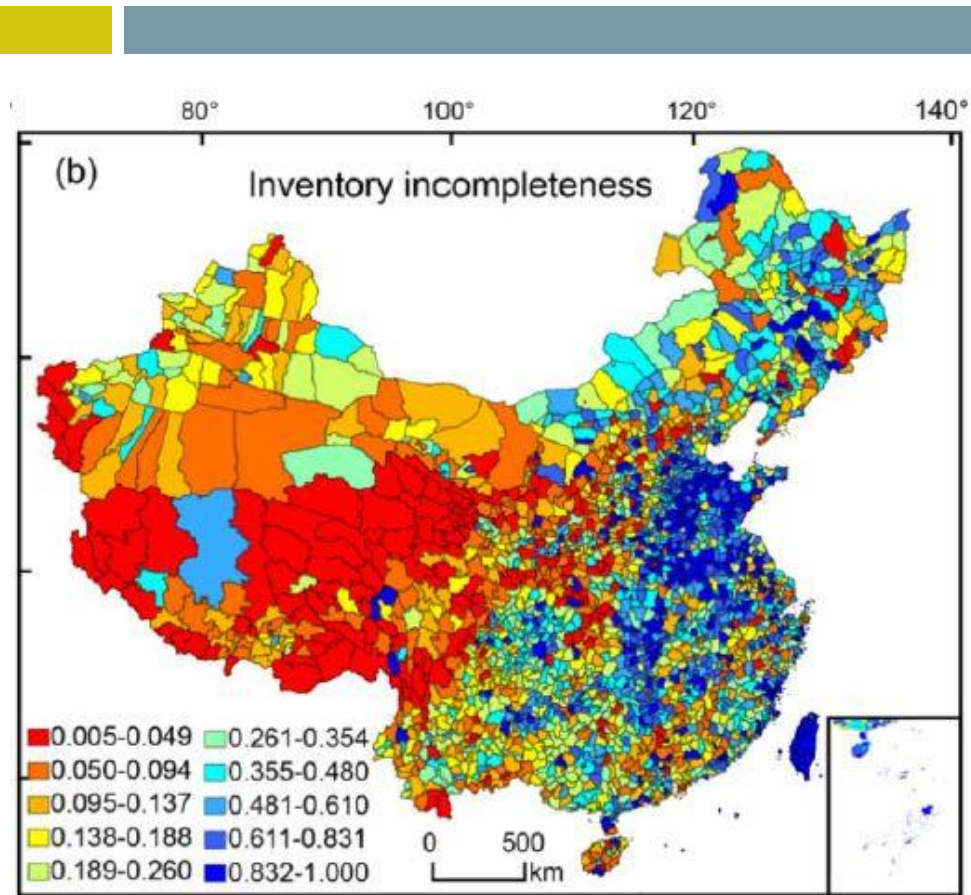 80° 100° 120° 140°
(b)
Inventory incompleteness
0.005-0.049 0.261-0.354
0.050-0.094 0.355-0.480
0.095-0.137 0.481-0.610
0.138-0.188 0.611-0.831
0.189-0.260 0.832-1.000
0 500
km